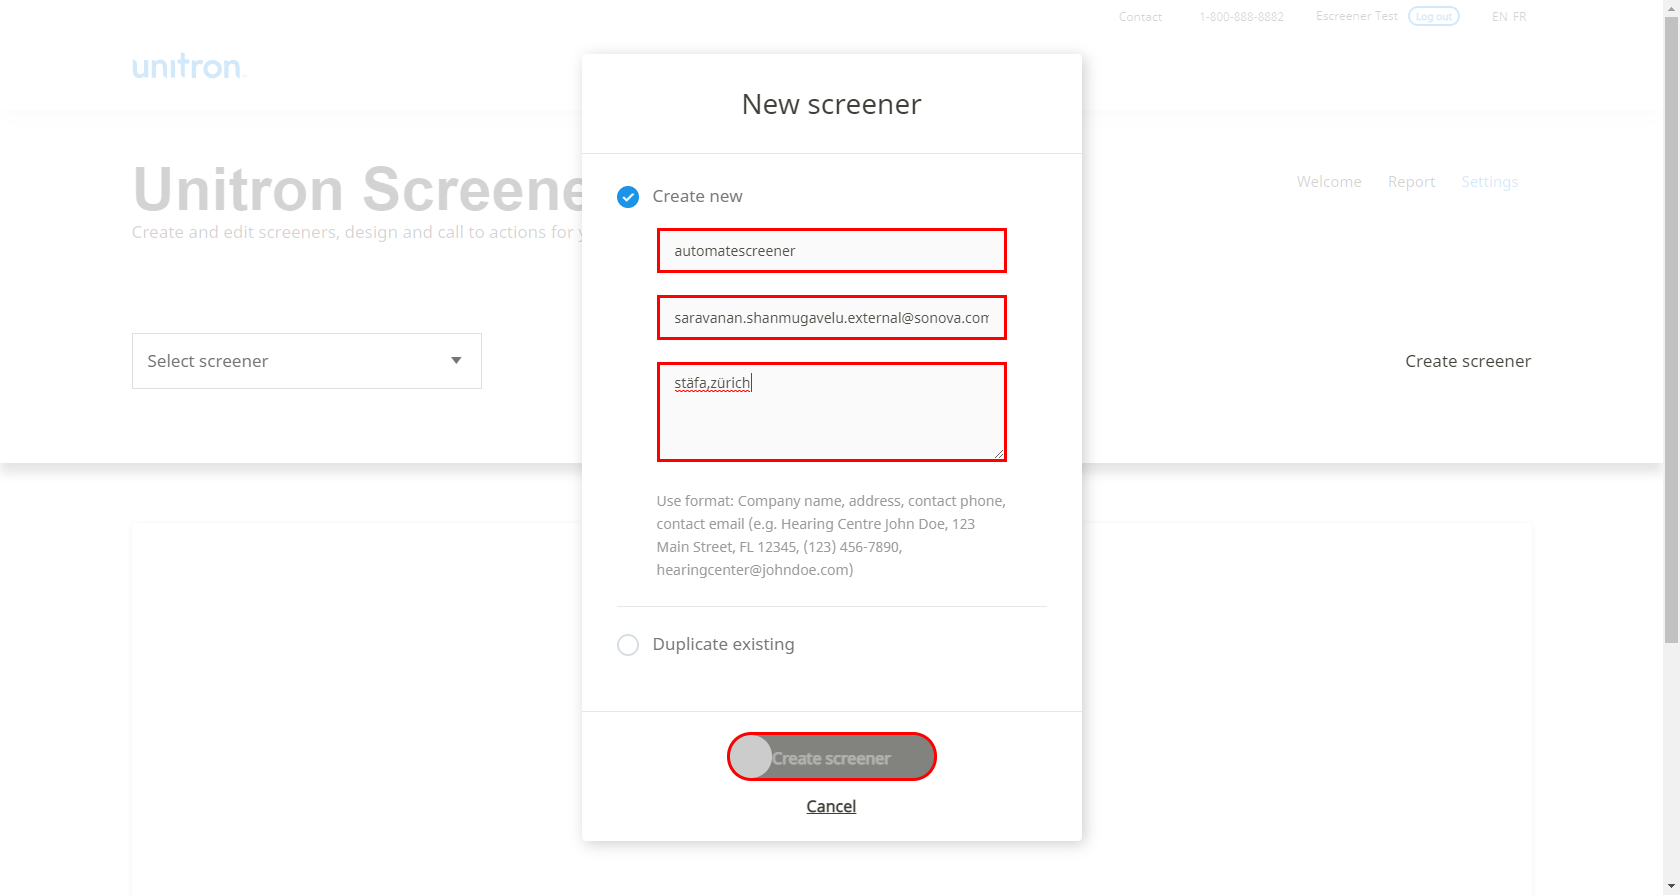 Contact 1-800-888-8882 Escreener Test Log out EN FR
unitron
New screener
Unitron Screene
Create and edit screeners, design and call to actions for y
Welcome Report Settings
Create new
automatescreener
saravanan.shanmugavelu.external@sonova.com
stäfa,zürich
Select screener
Create screener
Use format: Company name, address, contact phone,
contact email (e.g. Hearing Centre John Doe, 123
Main Street, FL 12345, (123) 456-7890,
hearingcenter@johndoe.com)
Duplicate existing
Create screener
Cancel